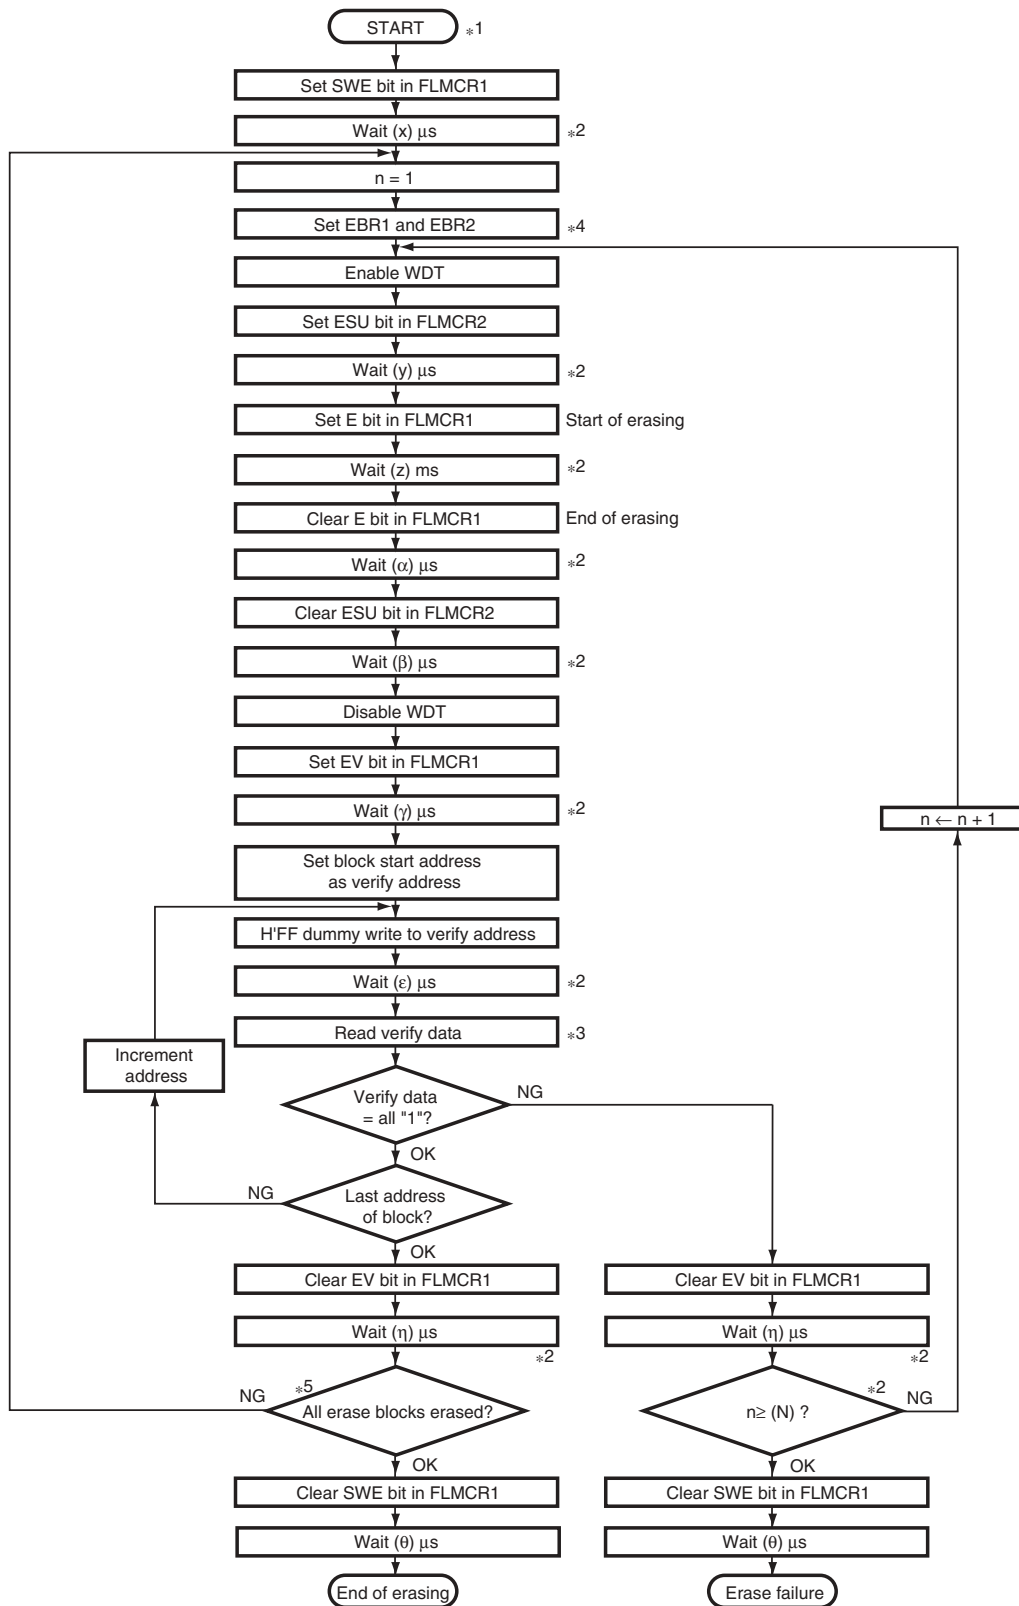 START *1
Set SWE bit in FLMCR1
Wait (x) μs *2
n = 1
Set EBR1 and EBR2 *4
Enable WDT
Set ESU bit in FLMCR2
Wait (y) μs *2
Set E bit in FLMCR1 Start of erasing
Wait (z) ms *2
Clear E bit in FLMCR1 End of erasing
Wait (α) μs *2
Clear ESU bit in FLMCR2
Wait (β) μs *2
Disable WDT
Set EV bit in FLMCR1
Wait (γ) μs *2
n ← n + 1
Set block start address
as verify address
H'FF dummy write to verify address
Wait (ε) μs *2
Read verify data *3
Increment
address
Verify data
= all "1"?
NG
OK
NG
Last address
of block?
OK
Clear EV bit in FLMCR1
Clear EV bit in FLMCR1
Wait (η) μs
*2
Wait (η) μs
*2
NG
*5
All erase blocks erased?
*2
NG
n≥ (N) ?
OK
OK
Clear SWE bit in FLMCR1
Clear SWE bit in FLMCR1
Wait (θ) μs
Wait (θ) μs
End of erasing
Erase failure